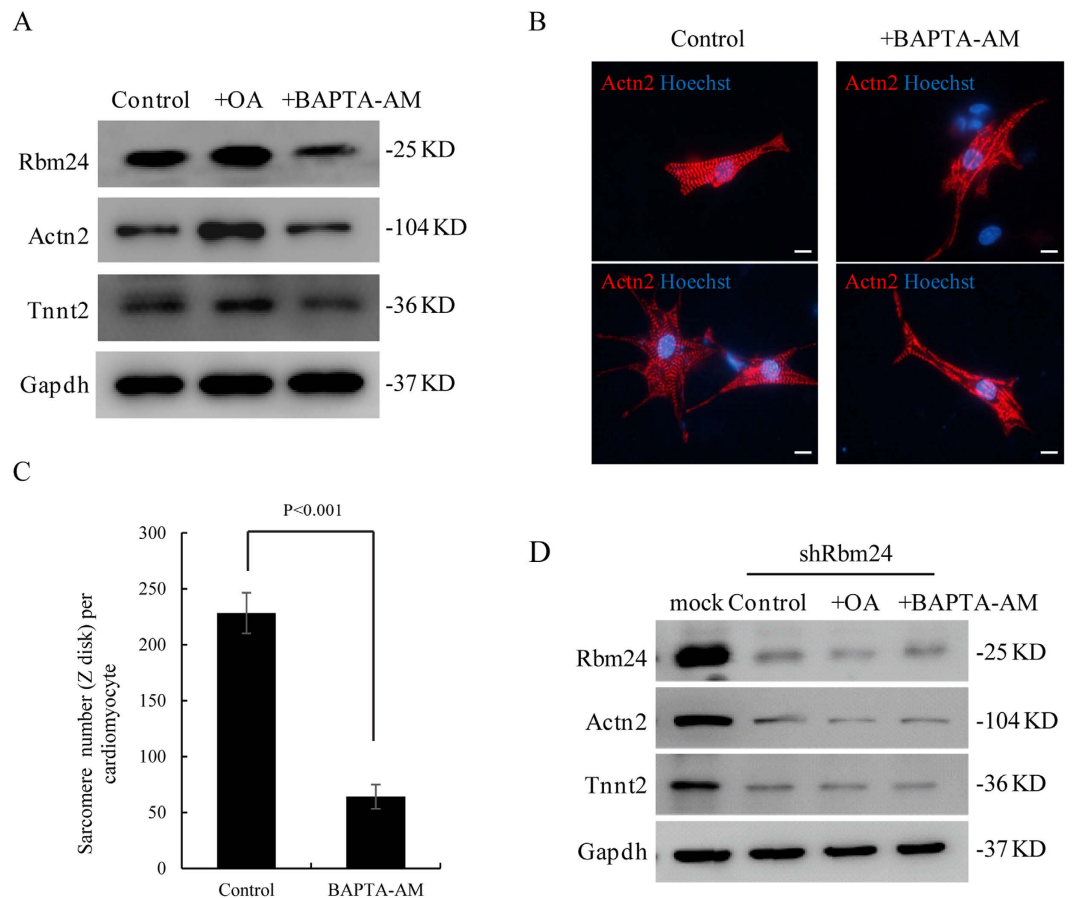 A
Control +OA +BAPTA-AM
Rbm24 -25 KD
Actn2 -104 KD
Tnnt2 -36 KD
Gapdh -37 KD
B
Control +BAPTA-AM
Actn2 Hoechst Actn2 Hoechst
Actn2 Hoechst Actn2 Hoechst
C
P<0.001
300
250
200
150
100
50
0
Sarcomere number (Z disk) per
cardiomyocyte
Control BAPTA-AM
D
shRbm24
mock Control +OA +BAPTA-AM
Rbm24 -25 KD
Actn2 -104 KD
Tnnt2 -36 KD
Gapdh -37 KD